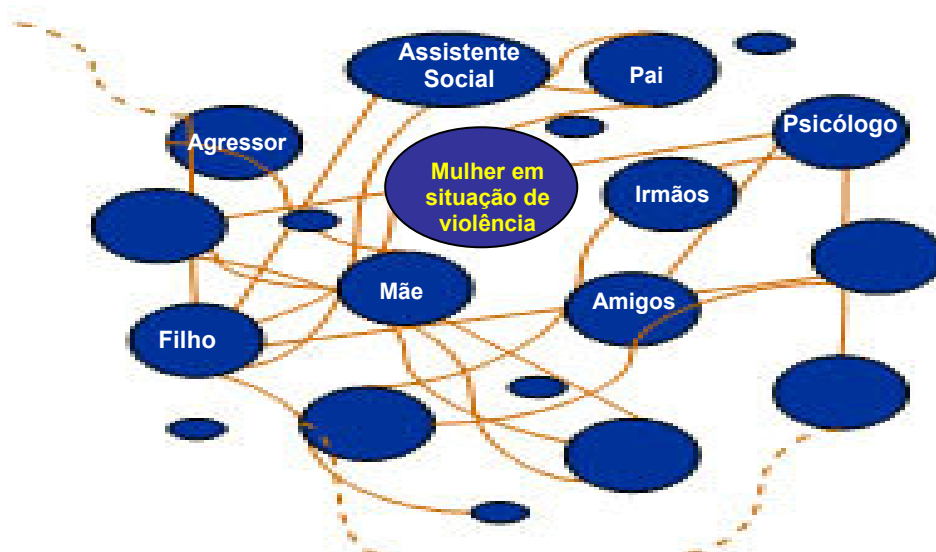 Assistente
Social
Pai
Agressor
Psicólogo
Mulher em
situação de
violência
Irmãos
Mãe
Amigos
Filho